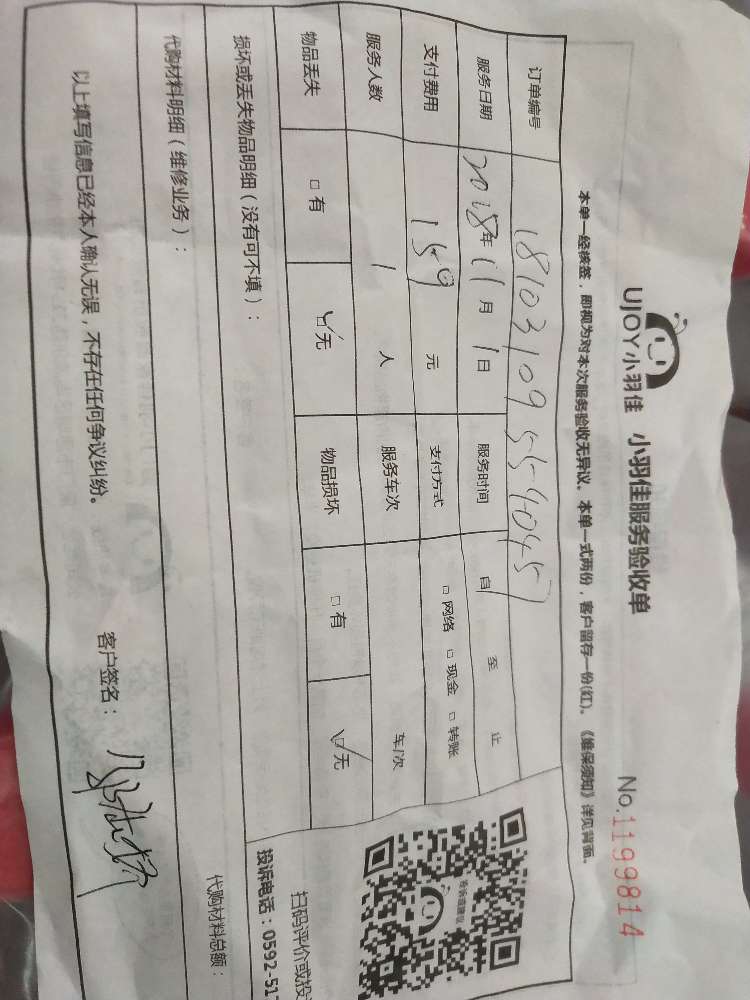 UJOY小羽佳 小羽佳服务验收单 No.1199814
本单一经核签，即视为对本次服务验收无异议。本单一式两份，客户留存一份(红)。《维保须知》详见背面。
订单编号 18103109554045
服务日期 2018年11月1日 服务时间 自 至 止
支付费用 159元 支付方式 □网络 □现金 □转账
服务人数 1人 服务车次 车/次
物品丢失 □有 ☑无 物品损坏 □有 ☑无
损坏或丢失物品明细（没有可不填）：
代购材料明细（维修业务）：
代购材料总额：
以上填写信息已经本人确认无误，不存在任何争议纠纷。 客户签名：
扫码评价或投
投诉电话：0592-517